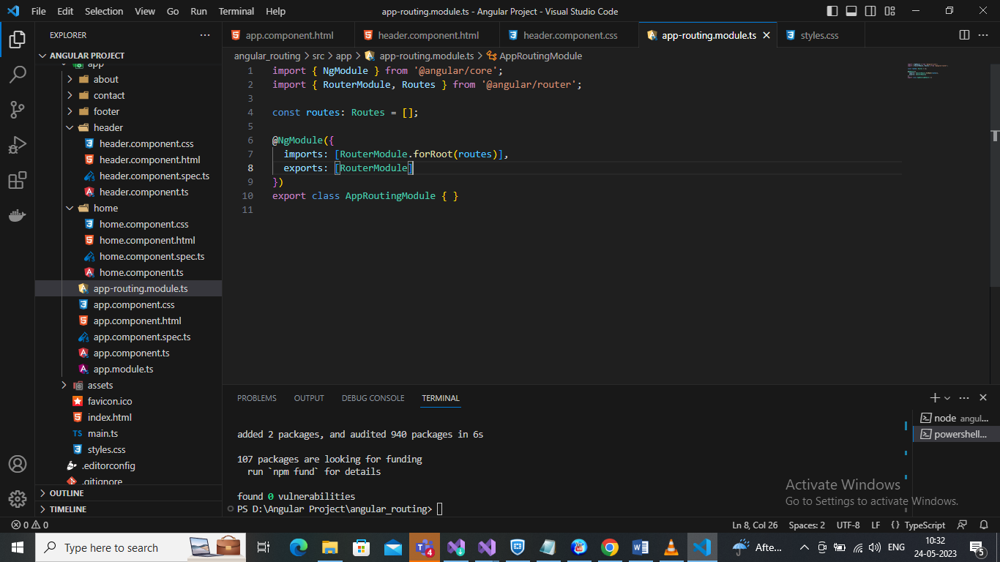 File Edit Selection View Go Run Terminal Help
app-routing.module.ts - Angular Project - Visual Studio Code
EXPLORER
ANGULAR PROJECT
app
about
contact
footer
header
header.component.css
header.component.html
header.component.spec.ts
header.component.ts
home
home.component.css
home.component.html
home.component.spec.ts
home.component.ts
app-routing.module.ts
app.component.css
app.component.html
app.component.spec.ts
app.component.ts
app.module.ts
assets
favicon.ico
index.html
TS main.ts
styles.css
.editorconfig
.gitignore
OUTLINE
TIMELINE
app.component.html header.component.html header.component.css app-routing.module.ts styles.css
angular_routing > src > app > app-routing.module.ts > AppRoutingModule
1 import { NgModule } from '@angular/core';
2 import { RouterModule, Routes } from '@angular/router';
3
4 const routes: Routes = [];
5
6 @NgModule({
7 imports: [RouterModule.forRoot(routes)],
8 exports: [RouterModule]
9 })
10 export class AppRoutingModule { }
11
PROBLEMS OUTPUT DEBUG CONSOLE TERMINAL
added 2 packages, and audited 940 packages in 6s
107 packages are looking for funding
run `npm fund` for details
found 0 vulnerabilities
PS D:\Angular Project\angular_routing>
node angul...
powershell...
Activate Windows
Go to Settings to activate Windows.
0 0
Ln 8, Col 26 Spaces: 2 UTF-8 LF {} TypeScript
Type here to search
4
Afte...
ENG
10:32
24-05-2023
5